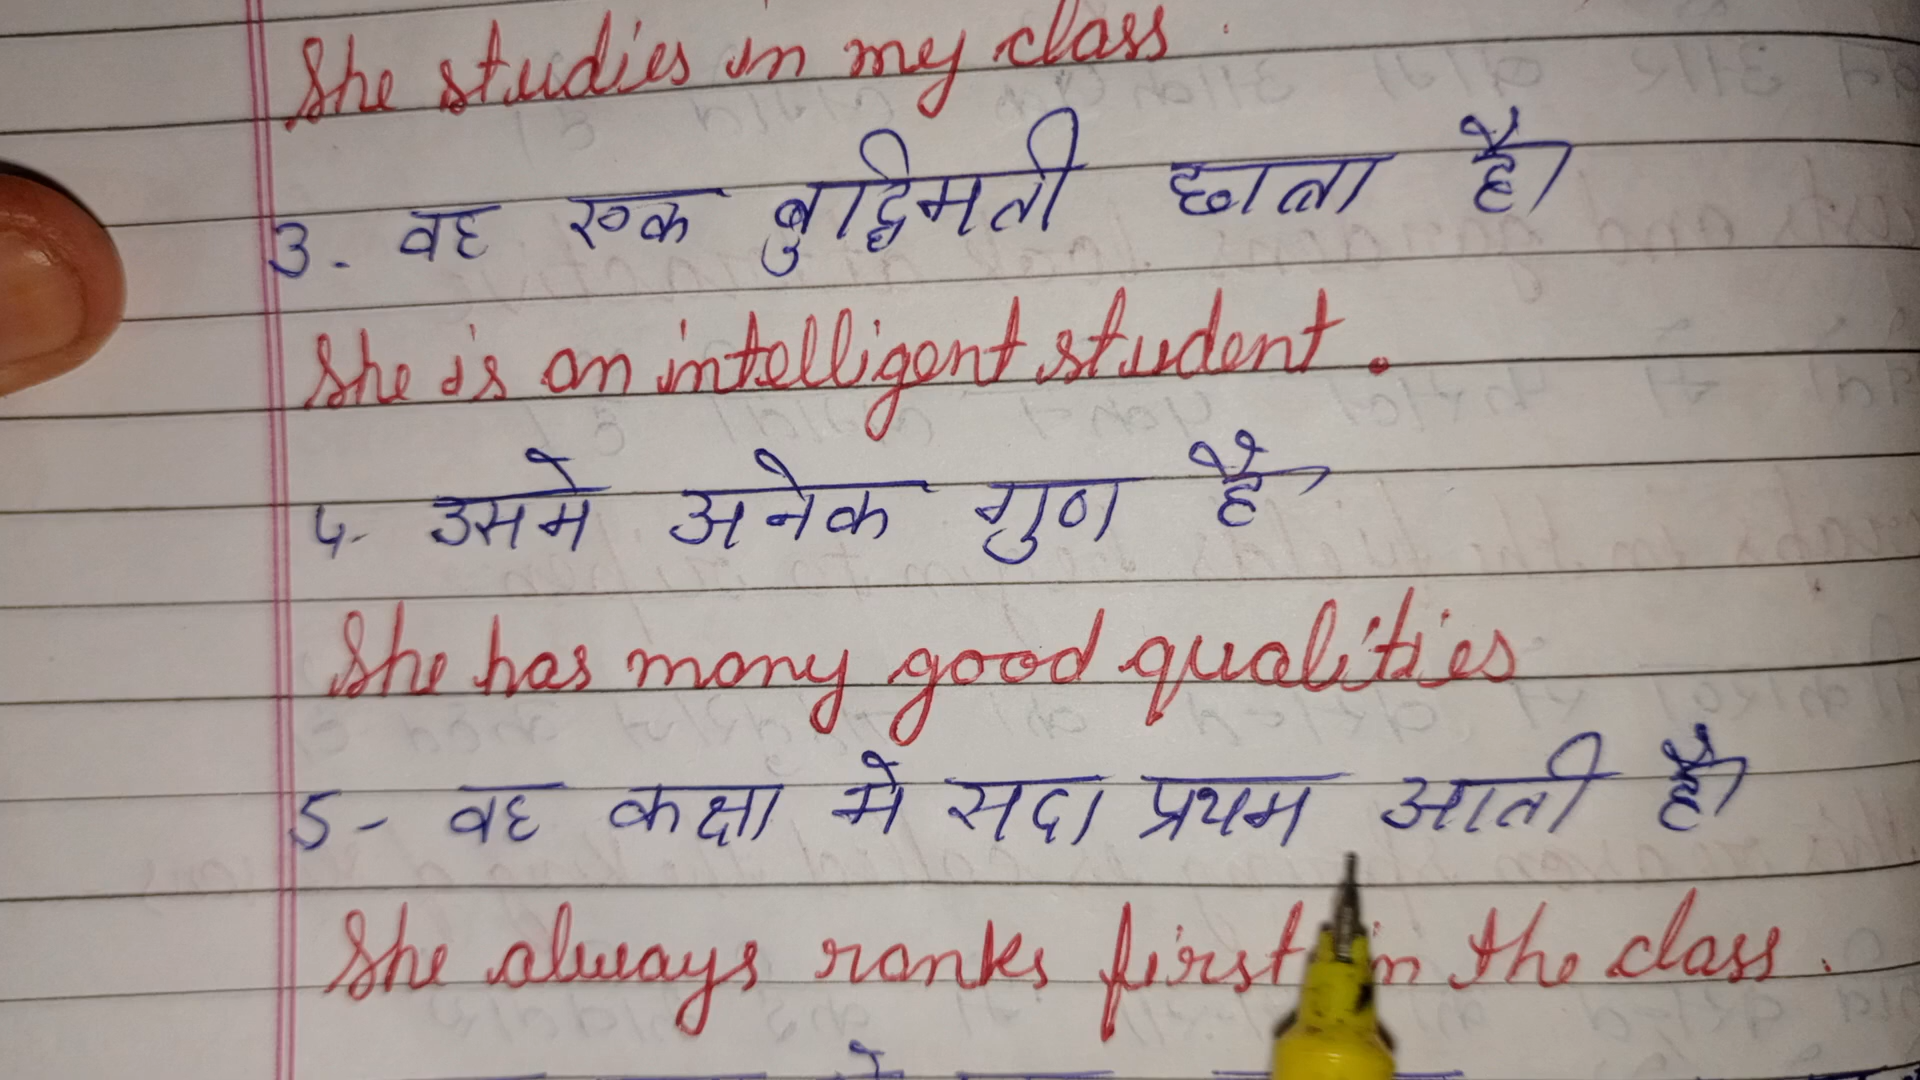 She studies in my class.
3. वह एक बुद्धिमती छात्रा है।
She is an intelligent student.
4. उसमे अनेक गुण है
She has many good qualities
5- वह कक्षा मे सदा प्रथम आती है।
She always ranks first in the class.